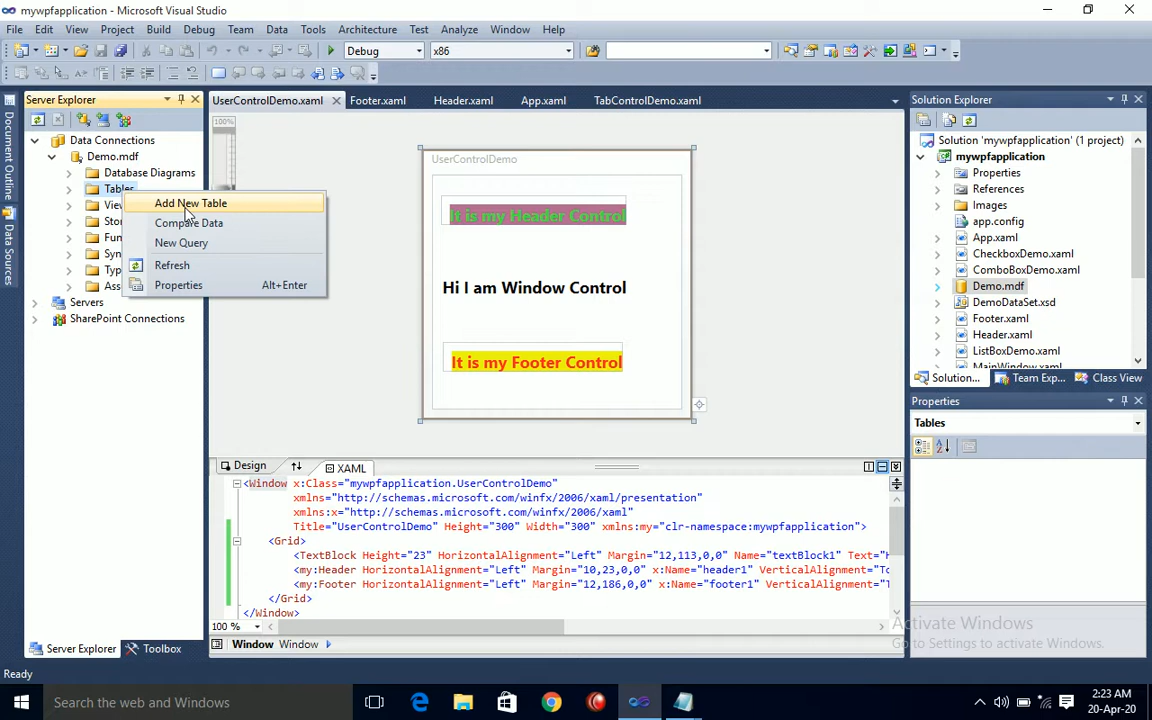 mywpfapplication - Microsoft Visual Studio
File Edit View Project Build Debug Team Data Tools Architecture Test Analyze Window Help
Debug x86
Document Outline
Data Sources
Server Explorer
Data Connections
Demo.mdf
Database Diagrams
Tables
Add New Table
Compare Data
New Query
Refresh
Properties Alt+Enter
Servers
SharePoint Connections
Server Explorer Toolbox
UserControlDemo.xaml Footer.xaml Header.xaml App.xaml TabControlDemo.xaml
100%
UserControlDemo
It is my Header Control
Hi I am Window Control
It is my Footer Control
Design XAML
<Window x:Class="mywpfapplication.UserControlDemo"
xmlns="http://schemas.microsoft.com/winfx/2006/xaml/presentation"
xmlns:x="http://schemas.microsoft.com/winfx/2006/xaml"
Title="UserControlDemo" Height="300" Width="300" xmlns:my="clr-namespace:mywpfapplication">
<Grid>
<TextBlock Height="23" HorizontalAlignment="Left" Margin="12,113,0,0" Name="textBlock1" Text="H
<my:Header HorizontalAlignment="Left" Margin="10,23,0,0" x:Name="header1" VerticalAlignment="To
<my:Footer HorizontalAlignment="Left" Margin="12,186,0,0" x:Name="footer1" VerticalAlignment="T
</Grid>
</Window>
100 %
Window Window
Solution Explorer
Solution 'mywpfapplication' (1 project)
mywpfapplication
Properties
References
Images
app.config
App.xaml
CheckboxDemo.xaml
ComboBoxDemo.xaml
Demo.mdf
DemoDataSet.xsd
Footer.xaml
Header.xaml
ListBoxDemo.xaml
MainWindow.xaml
Solution... Team Exp... Class View
Properties
Tables
Activate Windows
Go to Settings to activate Windows.
Ready
Search the web and Windows
2:23 AM
20-Apr-20